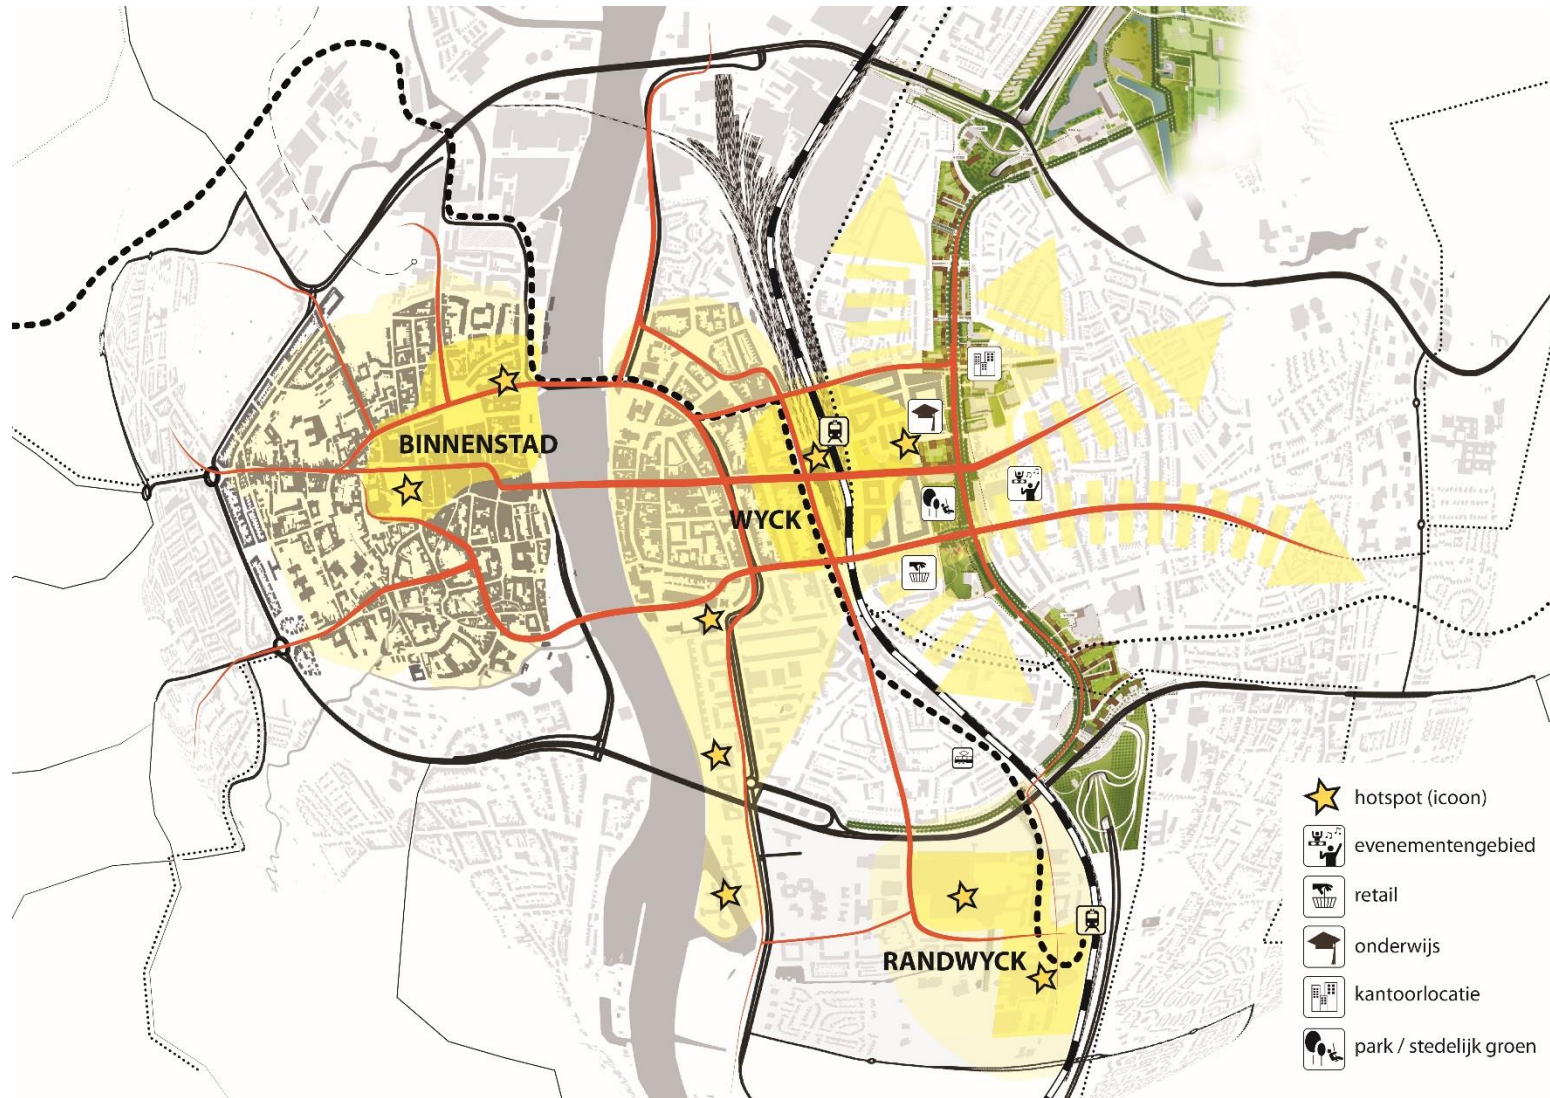 BINNENSTAD
WYCK
RANDWYCK
hotspot (icoon)
evenementengebied
retail
onderwijs
kantoorlocatie
park / stedelijk groen